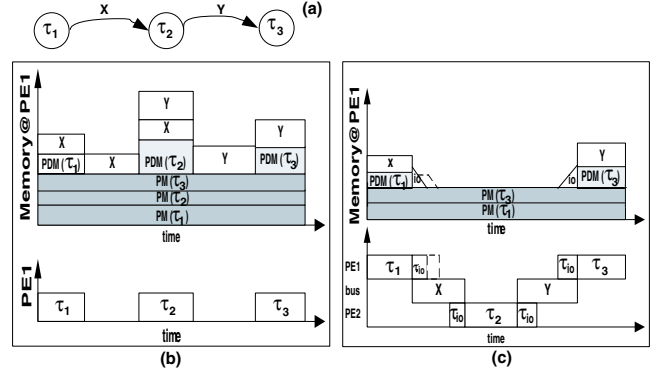 X Y (a)
τ1 τ2 τ3
Memory@PE1
Y
X X Y
PDM(τ1) X PDM(τ2) Y PDM(τ3)
PM(τ3)
PM(τ2)
PM(τ1)
time
PE1
τ1 τ2 τ3
time
(b)
Memory@PE1
X Y
PDM(τ1) io io PDM(τ3)
PM(τ3)
PM(τ1)
time
PE1 τ1 τio τio τ3
bus X Y
PE2 τio τ2 τio
time
(c)